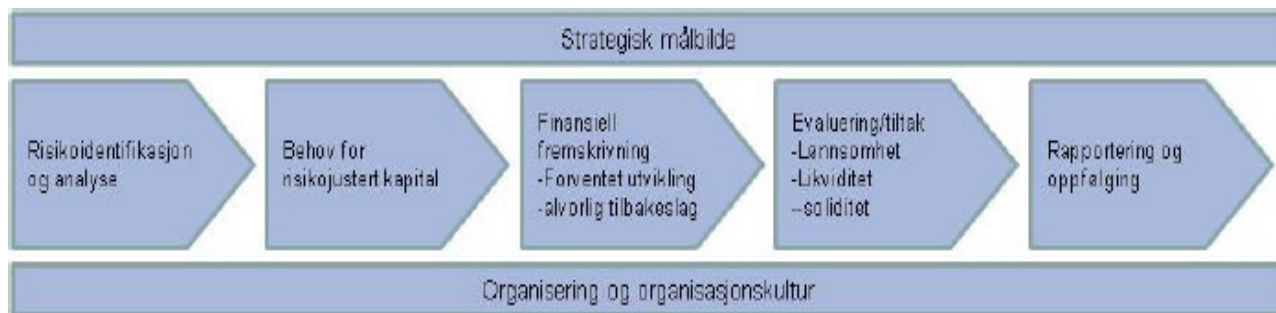 Strategisk målbilde
Risikoidentifikasjon
og analyse
Behov for
risikojustert kapital
Finansiell
fremskrivning
-Forventet utvikling
-alvorlig tilbakeslag
Evaluering/tiltak
-Lønnsomhet
-Likviditet
--soliditet
Rapportering og
oppfølging
Organisering og organisasjonskultur